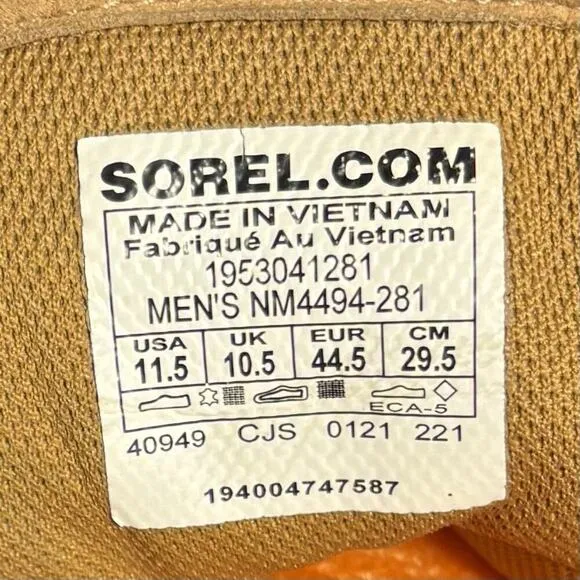 SOREL.COM
MADE IN VIETNAM
Fabriqué Au Vietnam
1953041281
MEN'S NM4494-281
USA UK EUR CM
11.5 10.5 44.5 29.5
ECA-5
40949 CJS 0121 221
194004747587